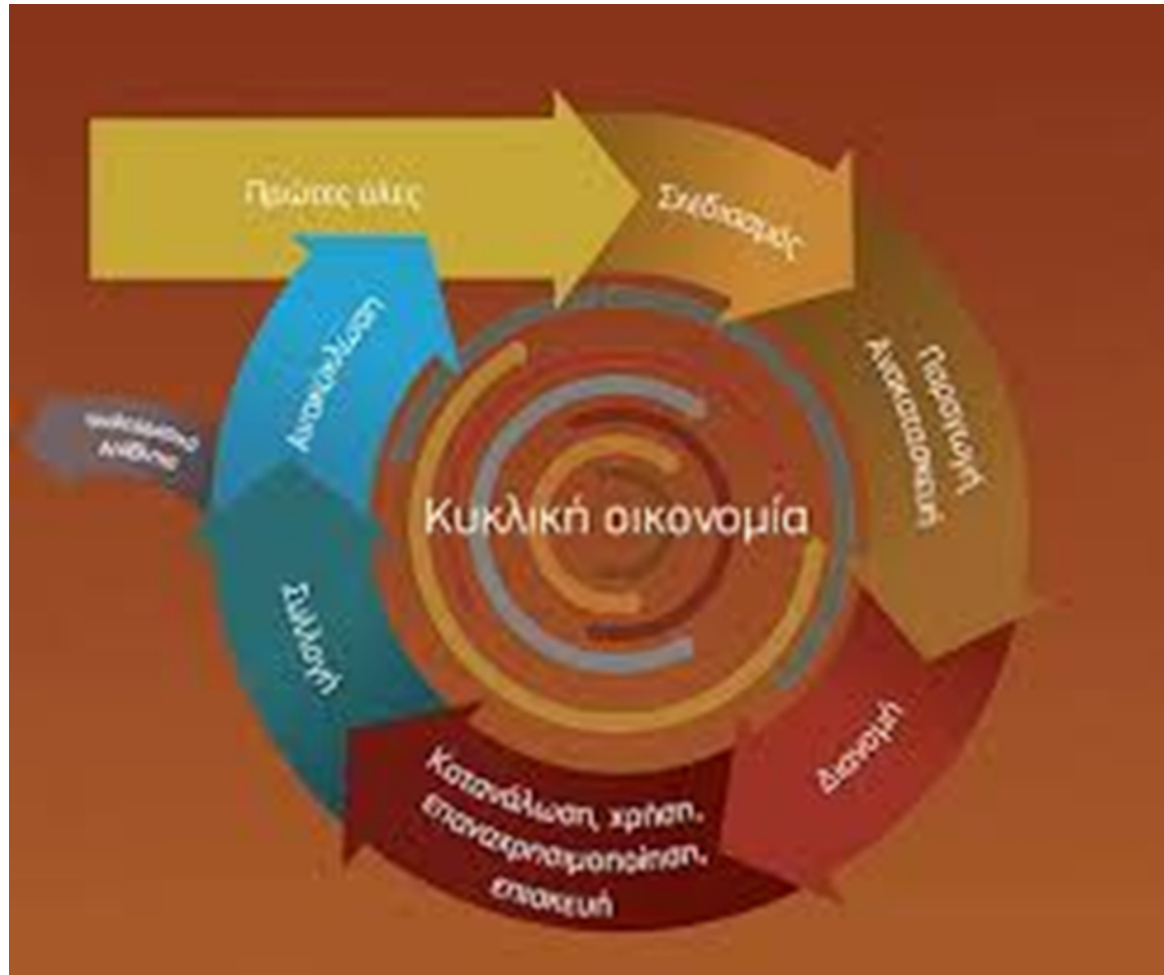 Πρώτες ύλες
Σχεδιασμός
Παραγωγή
Ανακατασκευή
Διανομή
Κατανάλωση, χρήση,
επαναχρησιμοποίηση,
επισκευή
Συλλογή
Ανακύκλωση
Κυκλική οικονομία